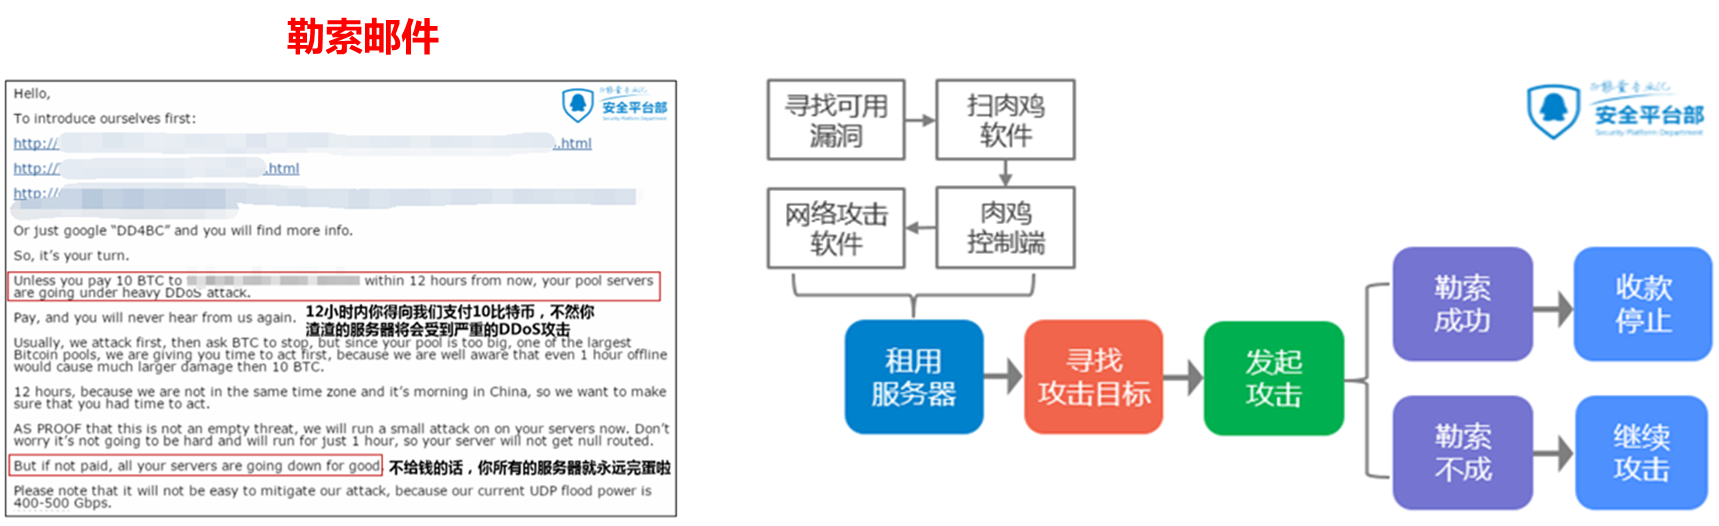 勒索邮件
Hello,
安全平台部
Security Platform Department
To introduce ourselves first:
http://
.html
http://
.html
http://
Or just google “DD4BC” and you will find more info.
So, it’s your turn.
Unless you pay 10 BTC to
within 12 hours from now, your pool servers
are going under heavy DDoS attack.
Pay, and you will never hear from us again.
12小时内你得向我们支付10比特币，不然你
渣渣的服务器将会受到严重的DDoS攻击
Usually, we attack first, then ask BTC to stop, but since your pool is too big, one of the largest
Bitcoin pools, we are giving you time to act first, because we are well aware that even 1 hour offline
would cause much larger damage then 10 BTC.
12 hours, because we are not in the same time zone and it’s morning in China, so we want to make
sure that you had time to act.
AS PROOF that this is not an empty threat, we will run a small attack on on your servers now. Don’t
worry it’s not going to be hard and will run for just 1 hour, so your server will not get null routed.
But if not paid, all your servers are going down for good.
不给钱的话，你所有的服务器就永远完蛋啦
Please note that it will not be easy to mitigate our attack, because our current UDP flood power is
400-500 Gbps.
寻找可用
漏洞
扫肉鸡
软件
网络攻击
软件
肉鸡
控制端
安全平台部
Security Platform Department
租用
服务器
寻找
攻击目标
发起
攻击
勒索
成功
收款
停止
勒索
不成
继续
攻击